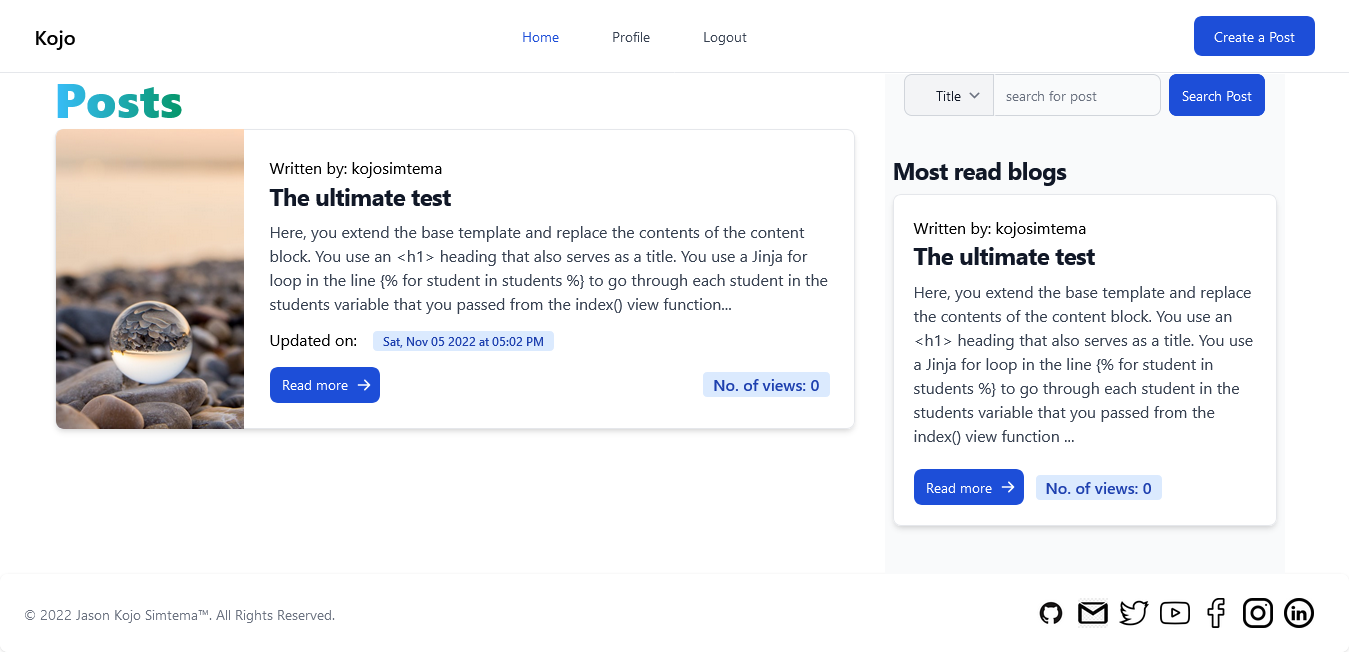 Kojo
Home
Profile
Logout
Create a Post
Posts
Written by: kojosimtema
The ultimate test
Here, you extend the base template and replace the contents of the content
block. You use an <h1> heading that also serves as a title. You use a Jinja for
loop in the line {% for student in students %} to go through each student in the
students variable that you passed from the index() view function...
Updated on:
Sat, Nov 05 2022 at 05:02 PM
Read more
No. of views: 0
Title
search for post
Search Post
Most read blogs
Written by: kojosimtema
The ultimate test
Here, you extend the base template and replace
the contents of the content block. You use an
<h1> heading that also serves as a title. You use
a Jinja for loop in the line {% for student in
students %} to go through each student in the
students variable that you passed from the
index() view function ...
Read more
No. of views: 0
© 2022 Jason Kojo Simtema™. All Rights Reserved.